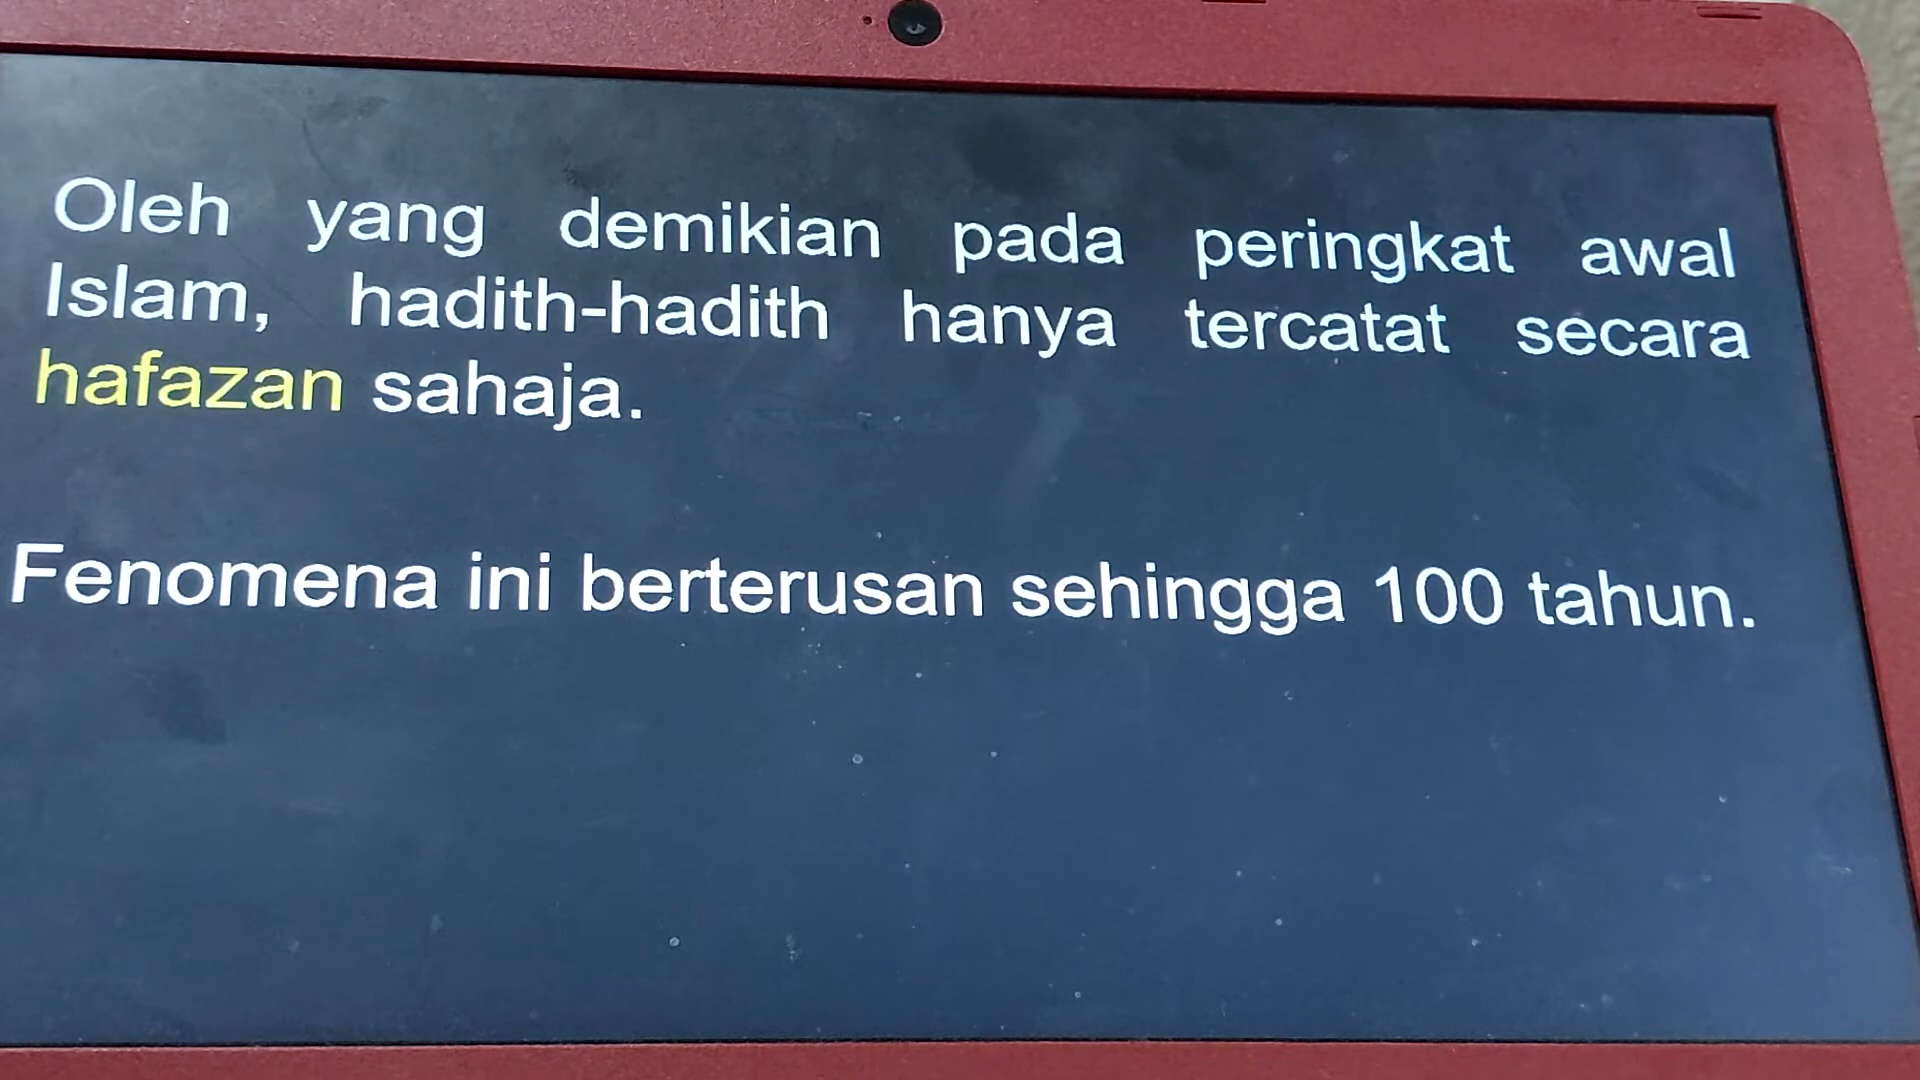 Oleh yang demikian pada peringkat awal
Islam, hadith-hadith hanya tercatat secara
hafazan sahaja.
Fenomena ini berterusan sehingga 100 tahun.